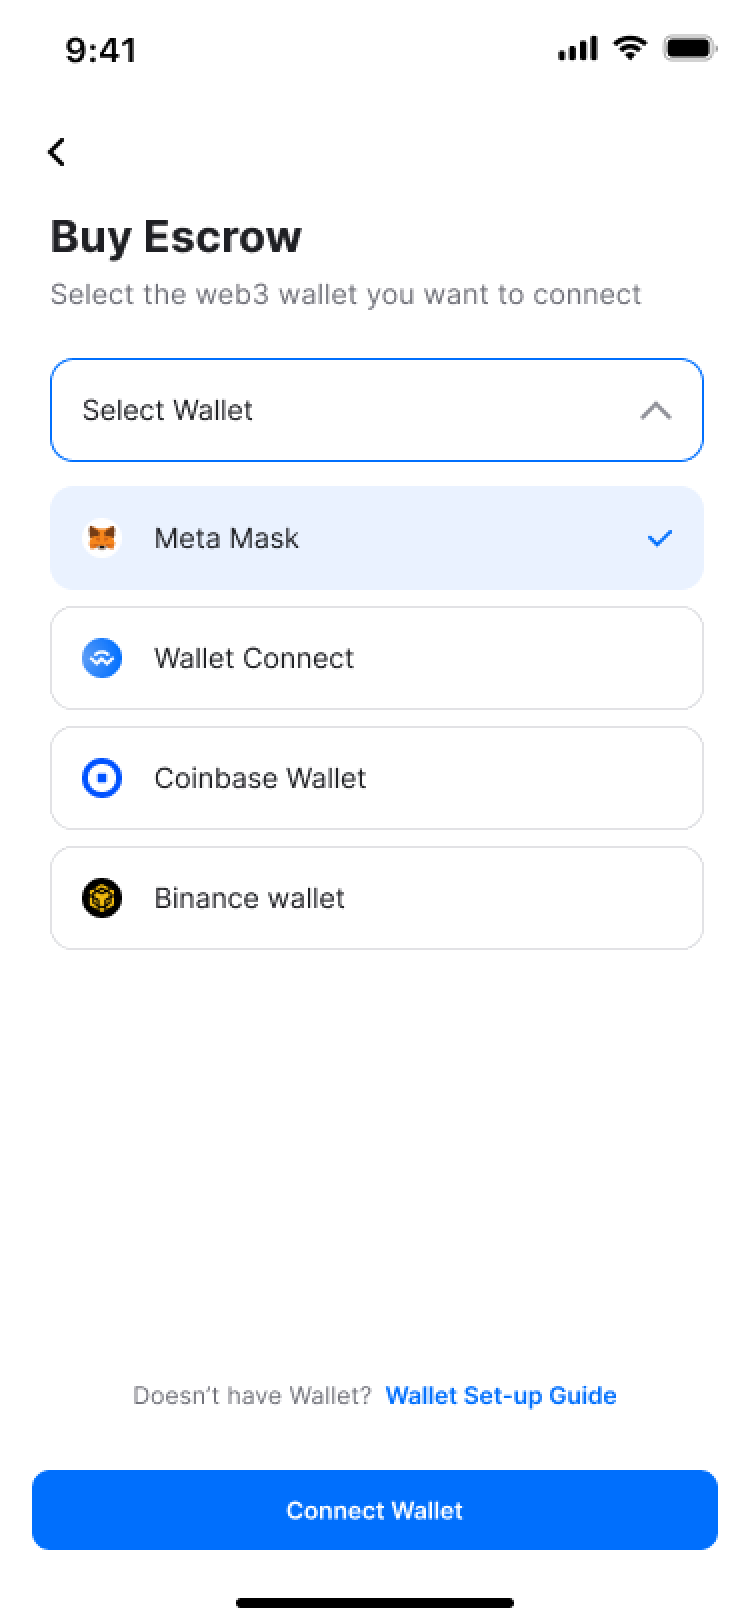 9:41
Buy Escrow
Select the web3 wallet you want to connect
Select Wallet
Meta Mask
Wallet Connect
Coinbase Wallet
Binance wallet
Doesn’t have Wallet? Wallet Set-up Guide
Connect Wallet